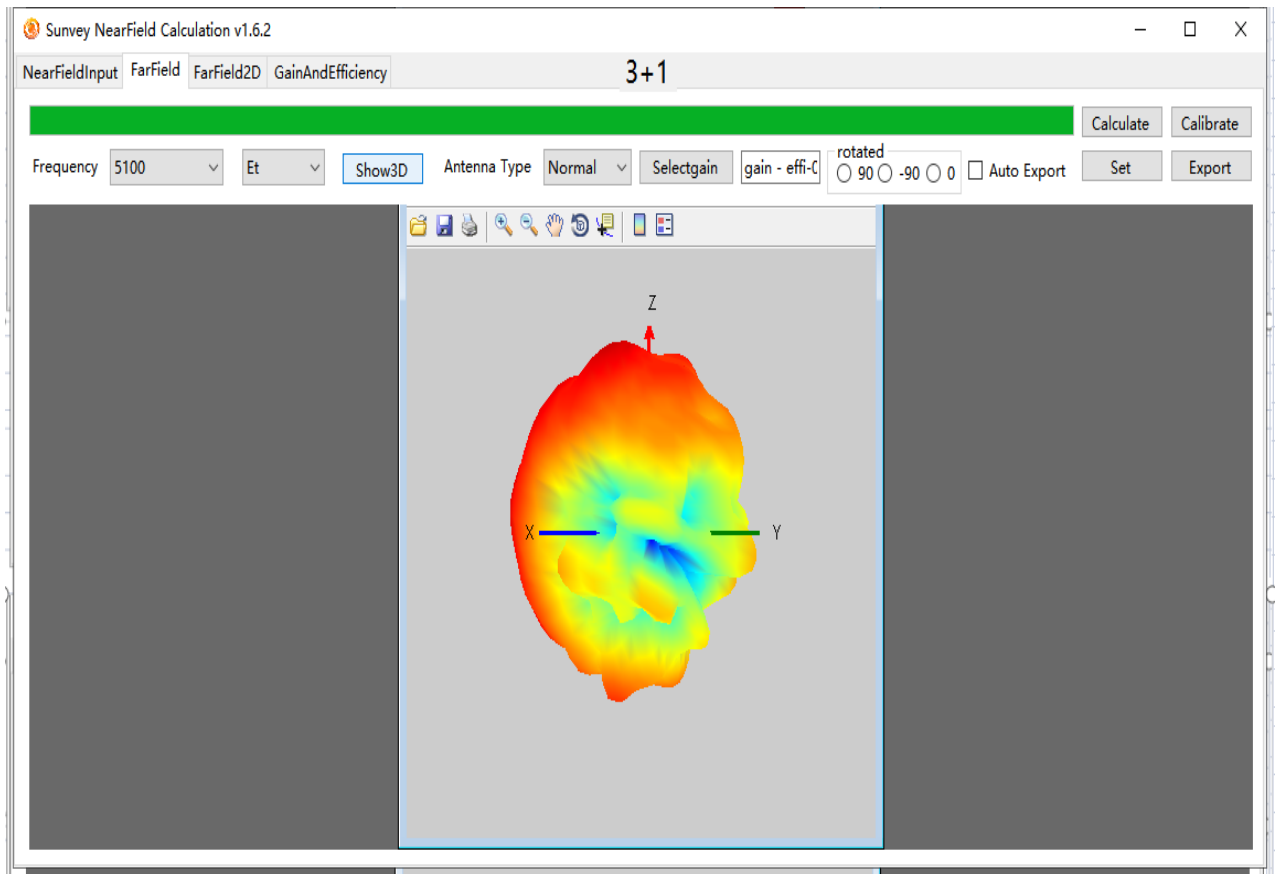 Sunvey NearField Calculation v1.6.2
NearFieldInput FarField FarField2D GainAndEfficiency 3+1
Calculate Calibrate
Frequency 5100 Et Show3D Antenna Type Normal Selectgain gain - effi- rotated 90 -90 0 Auto Export Set Export
Z
X Y